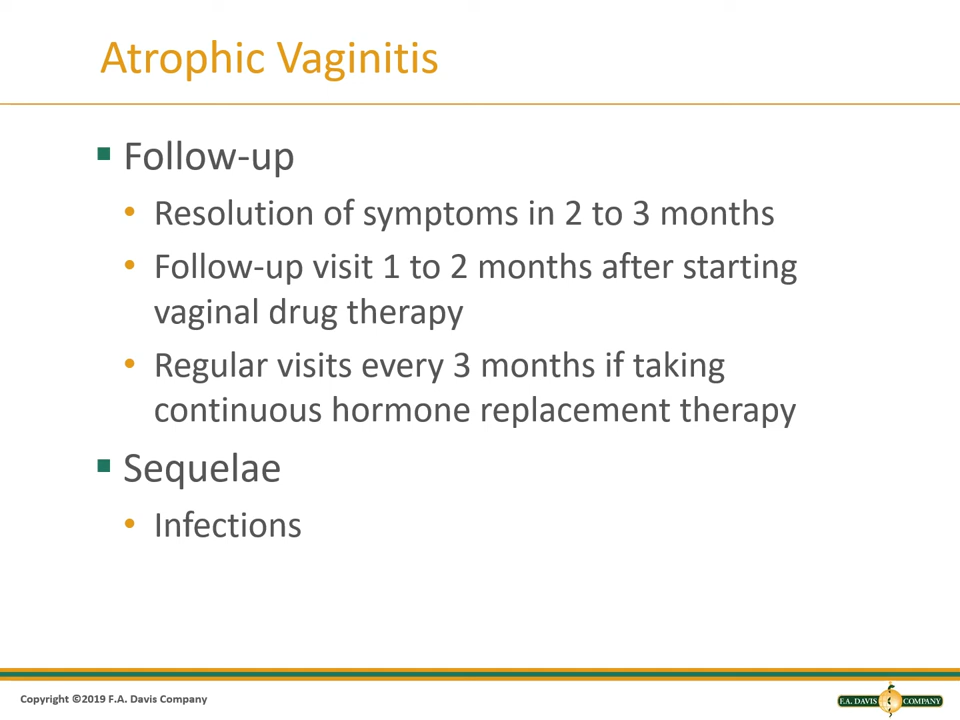 Atrophic Vaginitis
Follow-up
Resolution of symptoms in 2 to 3 months
Follow-up visit 1 to 2 months after starting
vaginal drug therapy
Regular visits every 3 months if taking
continuous hormone replacement therapy
Sequelae
Infections
Copyright ©2019 F.A. Davis Company
F.A. DAVIS COMPANY